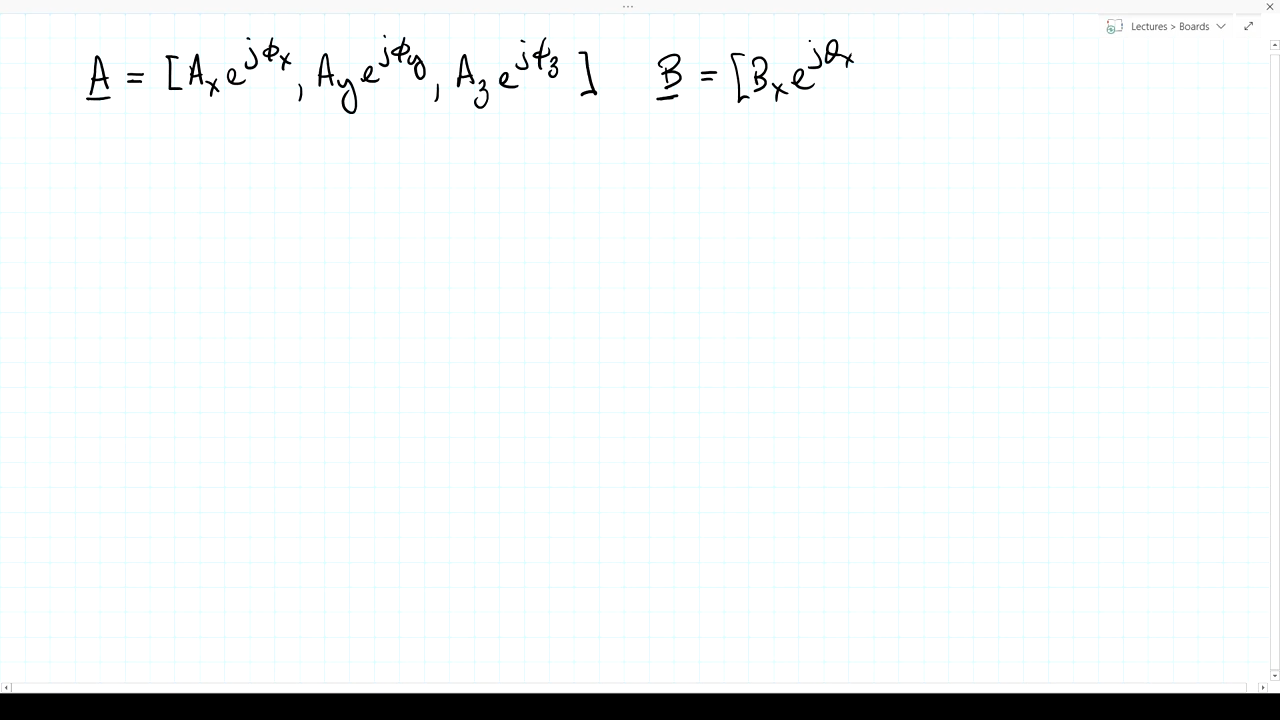 Lectures > Boards
A = [A_x e^{jϕ_x}, A_y e^{jϕ_y}, A_z e^{jϕ_z}] B = [B_x e^{jθ_x}